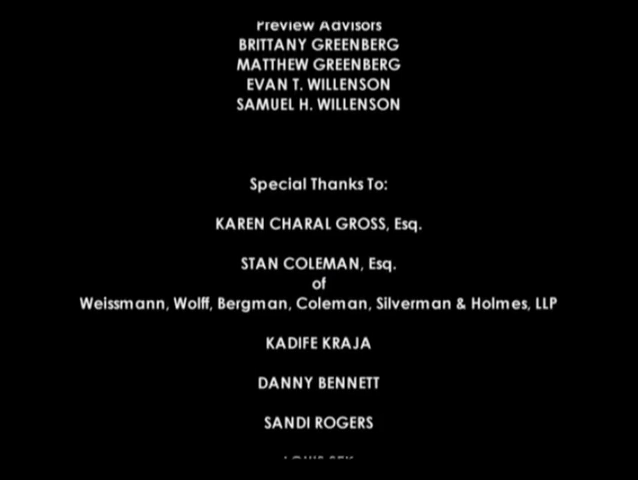 Preview Advisors
BRITTANY GREENBERG
MATTHEW GREENBERG
EVAN T. WILLENSON
SAMUEL H. WILLENSON
Special Thanks To:
KAREN CHARAL GROSS, Esq.
STAN COLEMAN, Esq.
of
Weissmann, Wolff, Bergman, Coleman, Silverman & Holmes, LLP
KADIFE KRAJA
DANNY BENNETT
SANDI ROGERS